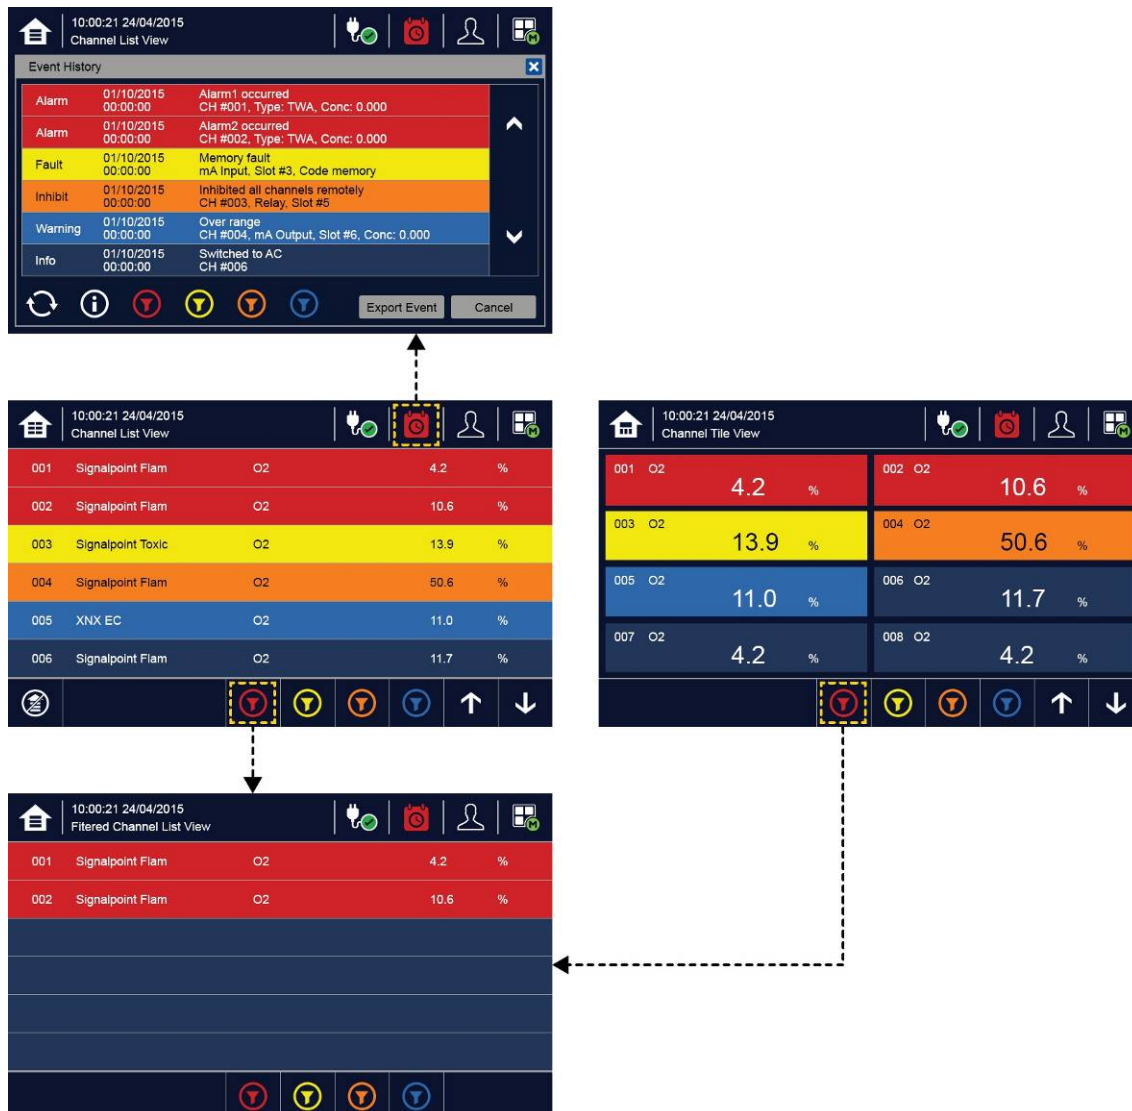 10:00:21 24/04/2015
Channel List View
Event History
Alarm 01/10/2015 00:00:00 Alarm1 occurred
CH #001, Type: TWA, Conc: 0.000
Alarm 01/10/2015 00:00:00 Alarm2 occurred
CH #002, Type: TWA, Conc: 0.000
Fault 01/10/2015 00:00:00 Memory fault
mA Input, Slot #3, Code memory
Inhibit 01/10/2015 00:00:00 Inhibited all channels remotely
CH #003, Relay, Slot #5
Warning 01/10/2015 00:00:00 Over range
CH #004, mA Output, Slot #6, Conc: 0.000
Info 01/10/2015 00:00:00 Switched to AC
CH #006
Export Event Cancel
M
10:00:21 24/04/2015
Channel List View
M
001 Signalpoint Flam O2 4.2 %
002 Signalpoint Flam O2 10.6 %
003 Signalpoint Toxic O2 13.9 %
004 Signalpoint Flam O2 50.6 %
005 XNX EC O2 11.0 %
006 Signalpoint Flam O2 11.7 %
10:00:21 24/04/2015
Channel Tile View
M
001 O2 4.2 %
002 O2 10.6 %
003 O2 13.9 %
004 O2 50.6 %
005 O2 11.0 %
006 O2 11.7 %
007 O2 4.2 %
008 O2 4.2 %
10:00:21 24/04/2015
Fitered Channel List View
M
001 Signalpoint Flam O2 4.2 %
002 Signalpoint Flam O2 10.6 %